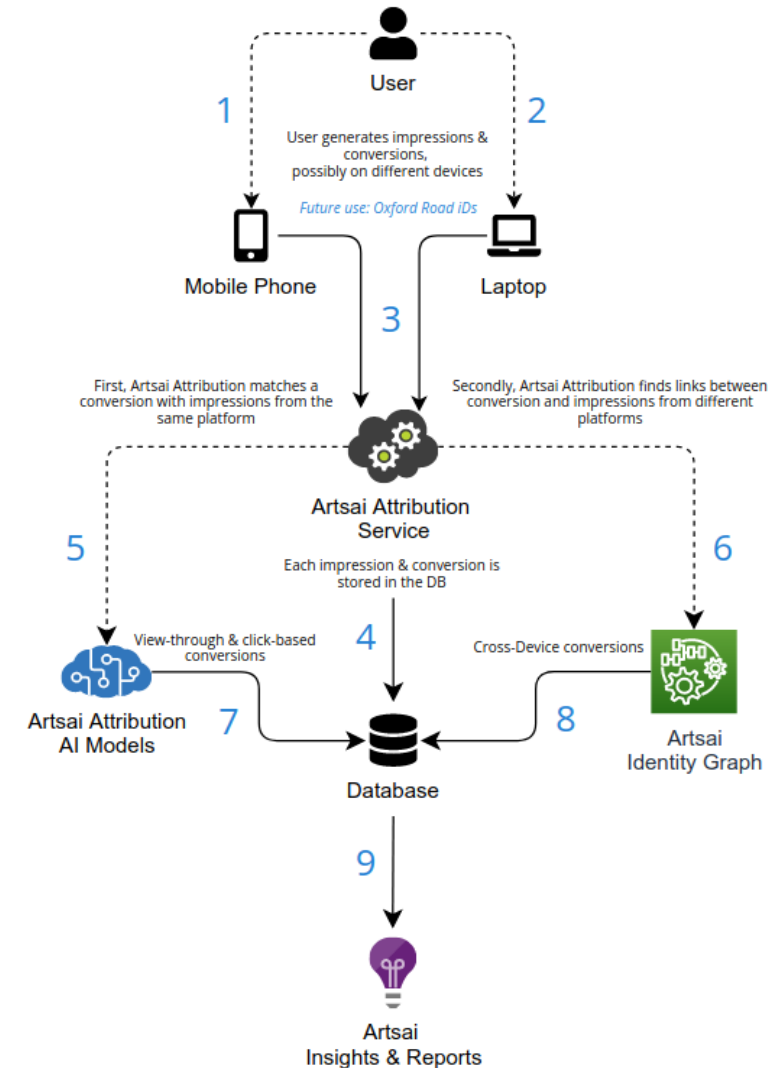 User
1
2
User generates impressions &
conversions,
possibly on different devices
Future use: Oxford Road iDs
Mobile Phone
Laptop
3
First, Artsai Attribution matches a
conversion with impressions from the
same platform
Secondly, Artsai Attribution finds links between
conversion and impressions from different
platforms
Artsai Attribution
Service
5
6
Each impression & conversion is
stored in the DB
4
View-through & click-based
conversions
Cross-Device conversions
7
8
Artsai Attribution
AI Models
Artsai
Identity Graph
Database
9
Artsai
Insights & Reports